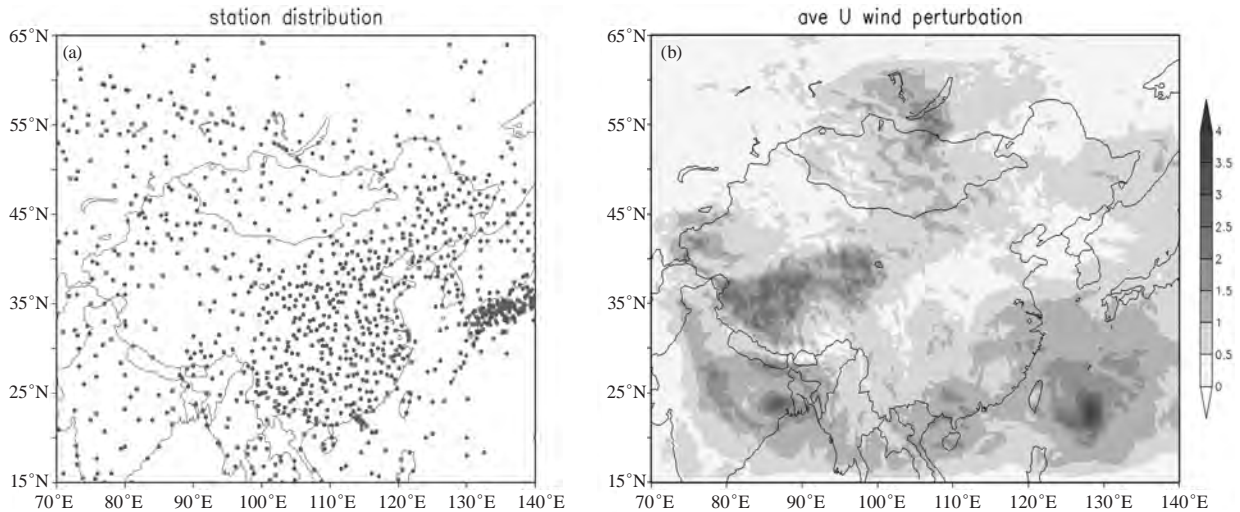 station distribution
ave U wind perturbation
(a)
65°N
55°N
45°N
35°N
25°N
15°N
70°E 80°E 90°E 100°E 110°E 120°E 130°E 140°E
(b)
65°N
55°N
45°N
35°N
25°N
15°N
70°E 80°E 90°E 100°E 110°E 120°E 130°E 140°E
4
3.5
3
2.5
2
1.5
1
0.5
0